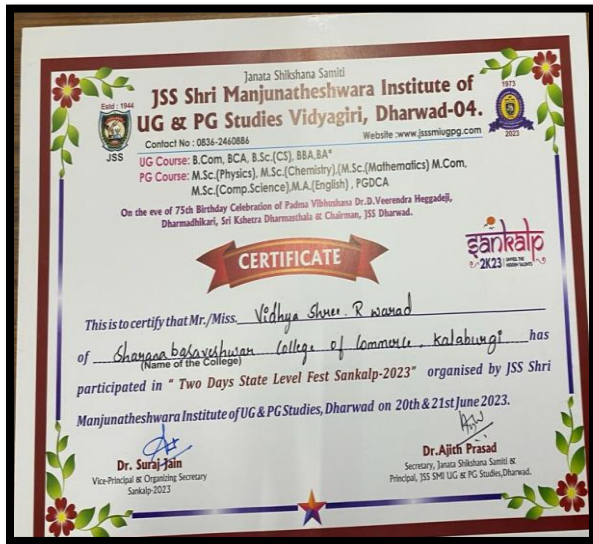 Janata Shikshana Samiti
JSS Shri Manjunatheshwara Institute of
UG & PG Studies Vidyagiri, Dharwad-04.
Estd : 1944
JSS
1973
2023
Contact No : 0836-2460886
Website :www.jsssmiugpg.com
UG Course: B.Com, BCA, B.Sc.(CS), BBA,BA*
PG Course: M.Sc.(Physics), M.Sc.(Chemistry),(M.Sc.(Mathematics) M.Com,
M.Sc.(Comp.Science),M.A.(English) , PGDCA
On the eve of 75th Birthday Celebration of Padma Vibhushana Dr.D.Veerendra Heggadeji,
Dharmadhikari, Sri Kshetra Dharmasthala & Chairman, JSS Dharwad.
sankalp
2K23 UNVEIL THE
HIDDEN TALENTS
CERTIFICATE
This is to certify that Mr./Miss. Vidhya Shree. R warad
of Sharanabasaveshwar College of Commerce, Kalaburgi has
(Name of the College)
participated in “ Two Days State Level Fest Sankalp-2023” organised by JSS Shri
Manjunatheshwara Institute of UG & PG Studies, Dharwad on 20th & 21st June 2023.
Dr. Suraj Jain
Vice-Principal & Organizing Secretary
Sankalp-2023
Dr.Ajith Prasad
Secretary, Janata Shikshana Samiti &
Principal, JSS SMI UG & PG Studies,Dharwad.